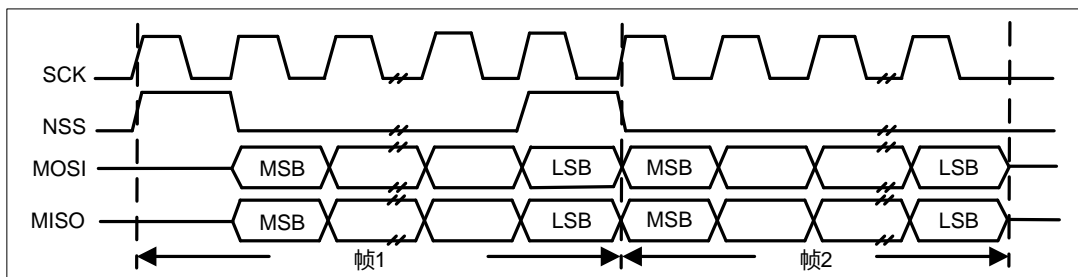 SCK
NSS
MOSI MSB LSB MSB LSB
MISO MSB LSB MSB LSB
帧1 帧2